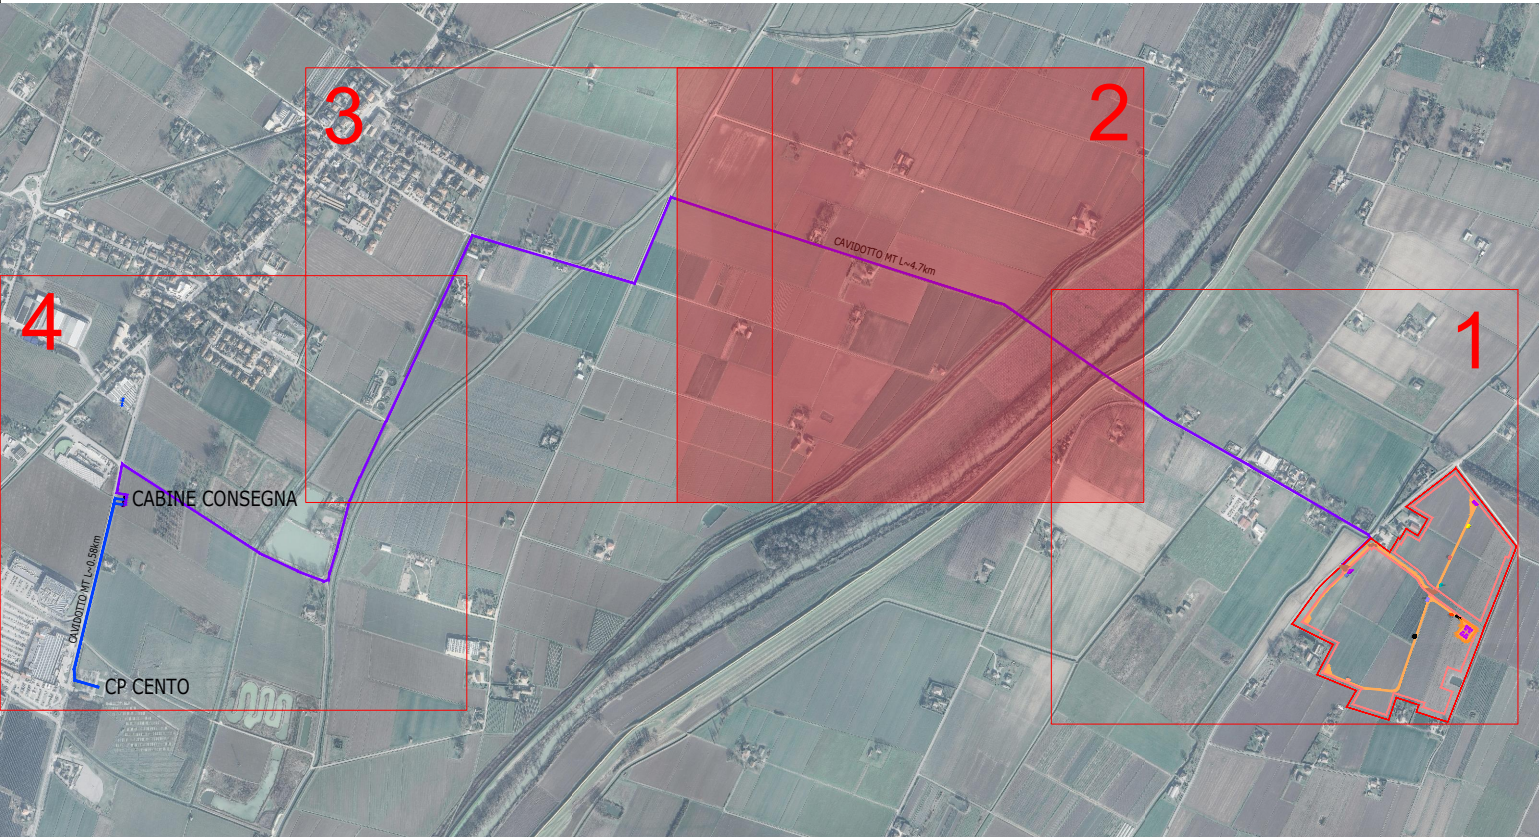 3
2
CAVIDOTTO MT L~4.7km
4
1
CABINE CONSEGNA
CAVIDOTTO MT L~0.58km
CP CENTO